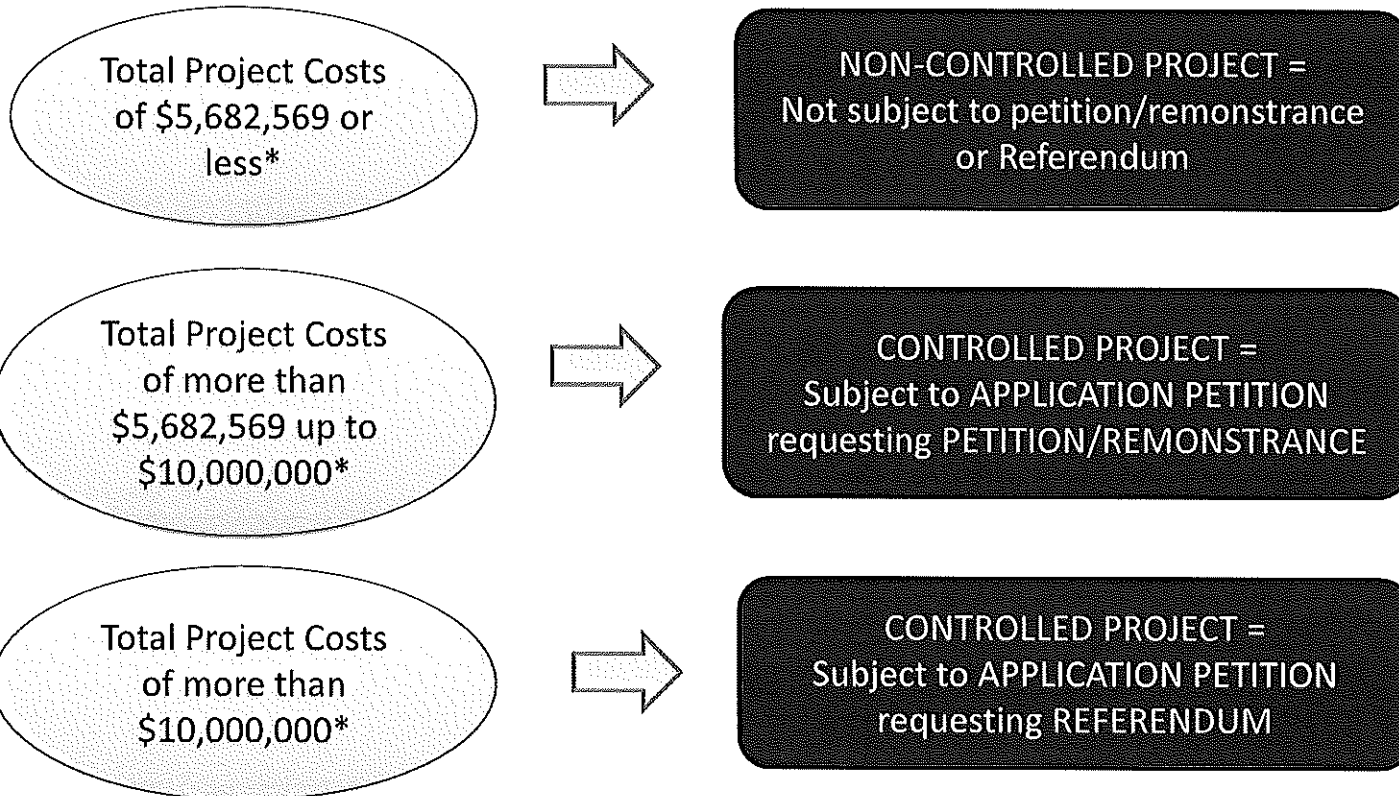 Total Project Costs
of $5,682,569 or
less*
NON-CONTROLLED PROJECT =
Not subject to petition/remonstrance
or Referendum
Total Project Costs
of more than
$5,682,569 up to
$10,000,000*
CONTROLLED PROJECT =
Subject to APPLICATION PETITION
requesting PETITION/REMONSTRANCE
Total Project Costs
of more than
$10,000,000*
CONTROLLED PROJECT =
Subject to APPLICATION PETITION
requesting REFERENDUM